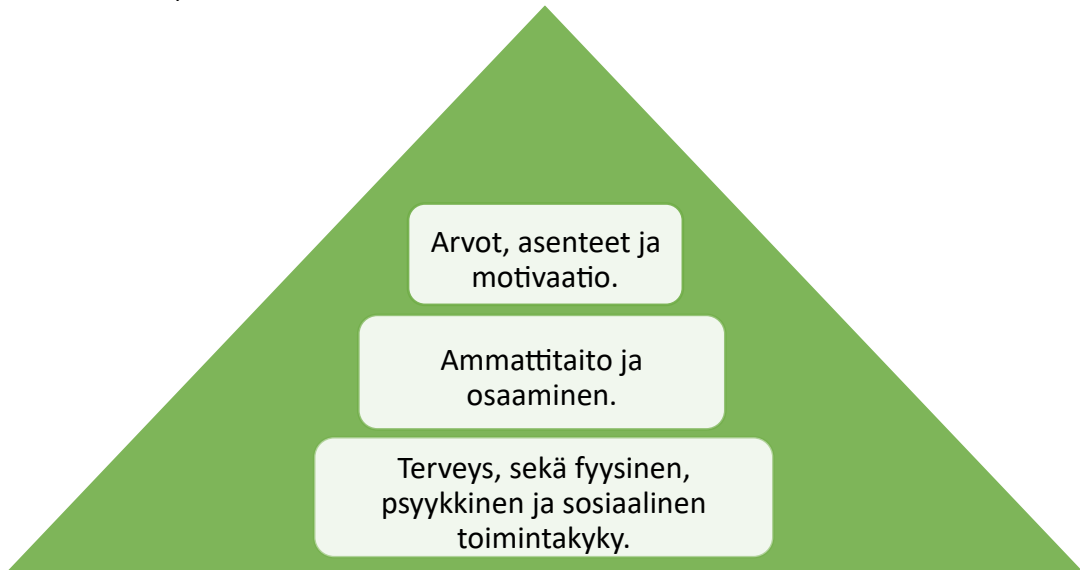 Arvot, asenteet ja
motivaatio.
Ammattitaito ja
osaaminen.
Terveys, sekä fyysinen,
psyykkinen ja sosiaalinen
toimintakyky.